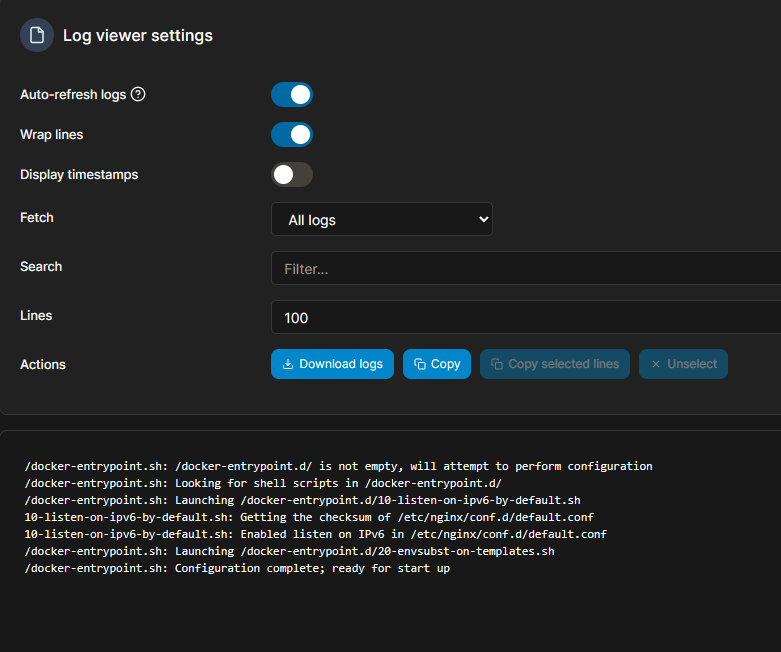 Log viewer settings
Auto-refresh logs
Wrap lines
Display timestamps
Fetch
All logs
Search
Filter...
Lines
100
Actions
Download logs
Copy
Copy selected lines
Unselect
/docker-entrypoint.sh: /docker-entrypoint.d/ is not empty, will attempt to perform configuration
/docker-entrypoint.sh: Looking for shell scripts in /docker-entrypoint.d/
/docker-entrypoint.sh: Launching /docker-entrypoint.d/10-listen-on-ipv6-by-default.sh
10-listen-on-ipv6-by-default.sh: Getting the checksum of /etc/nginx/conf.d/default.conf
10-listen-on-ipv6-by-default.sh: Enabled listen on IPv6 in /etc/nginx/conf.d/default.conf
/docker-entrypoint.sh: Launching /docker-entrypoint.d/20-envsubst-on-templates.sh
/docker-entrypoint.sh: Configuration complete; ready for start up